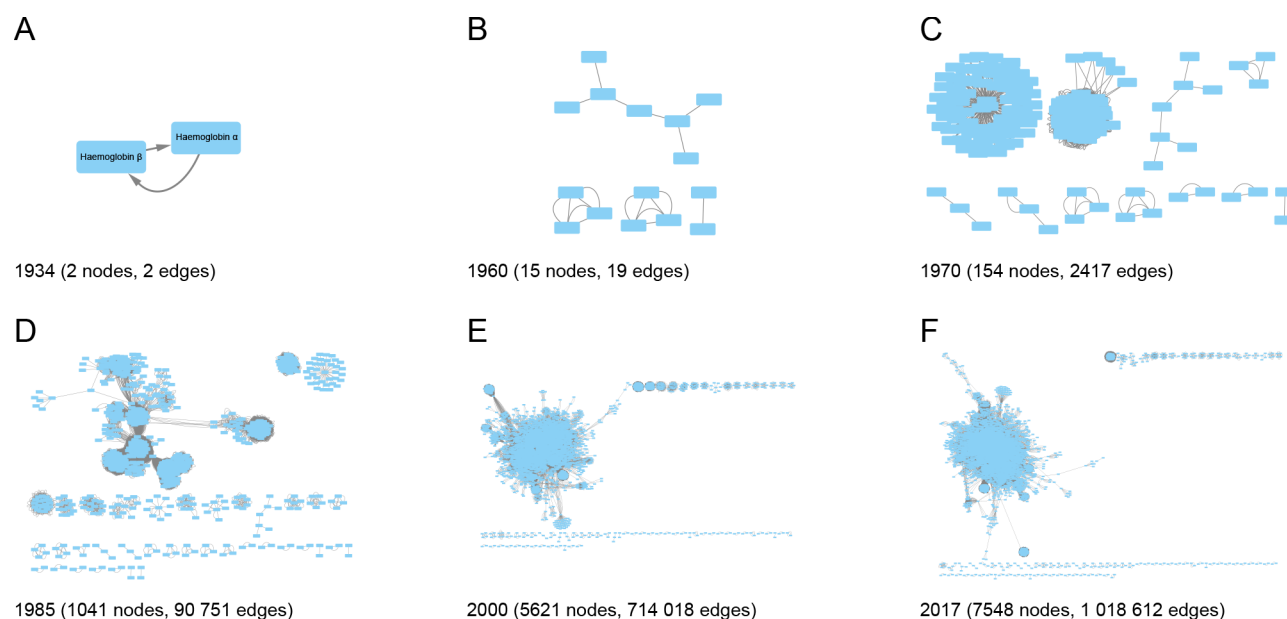 A
B
C
Haemoglobin α
Haemoglobin β
1934 (2 nodes, 2 edges)
1960 (15 nodes, 19 edges)
1970 (154 nodes, 2417 edges)
D
E
F
1985 (1041 nodes, 90 751 edges)
2000 (5621 nodes, 714 018 edges)
2017 (7548 nodes, 1 018 612 edges)